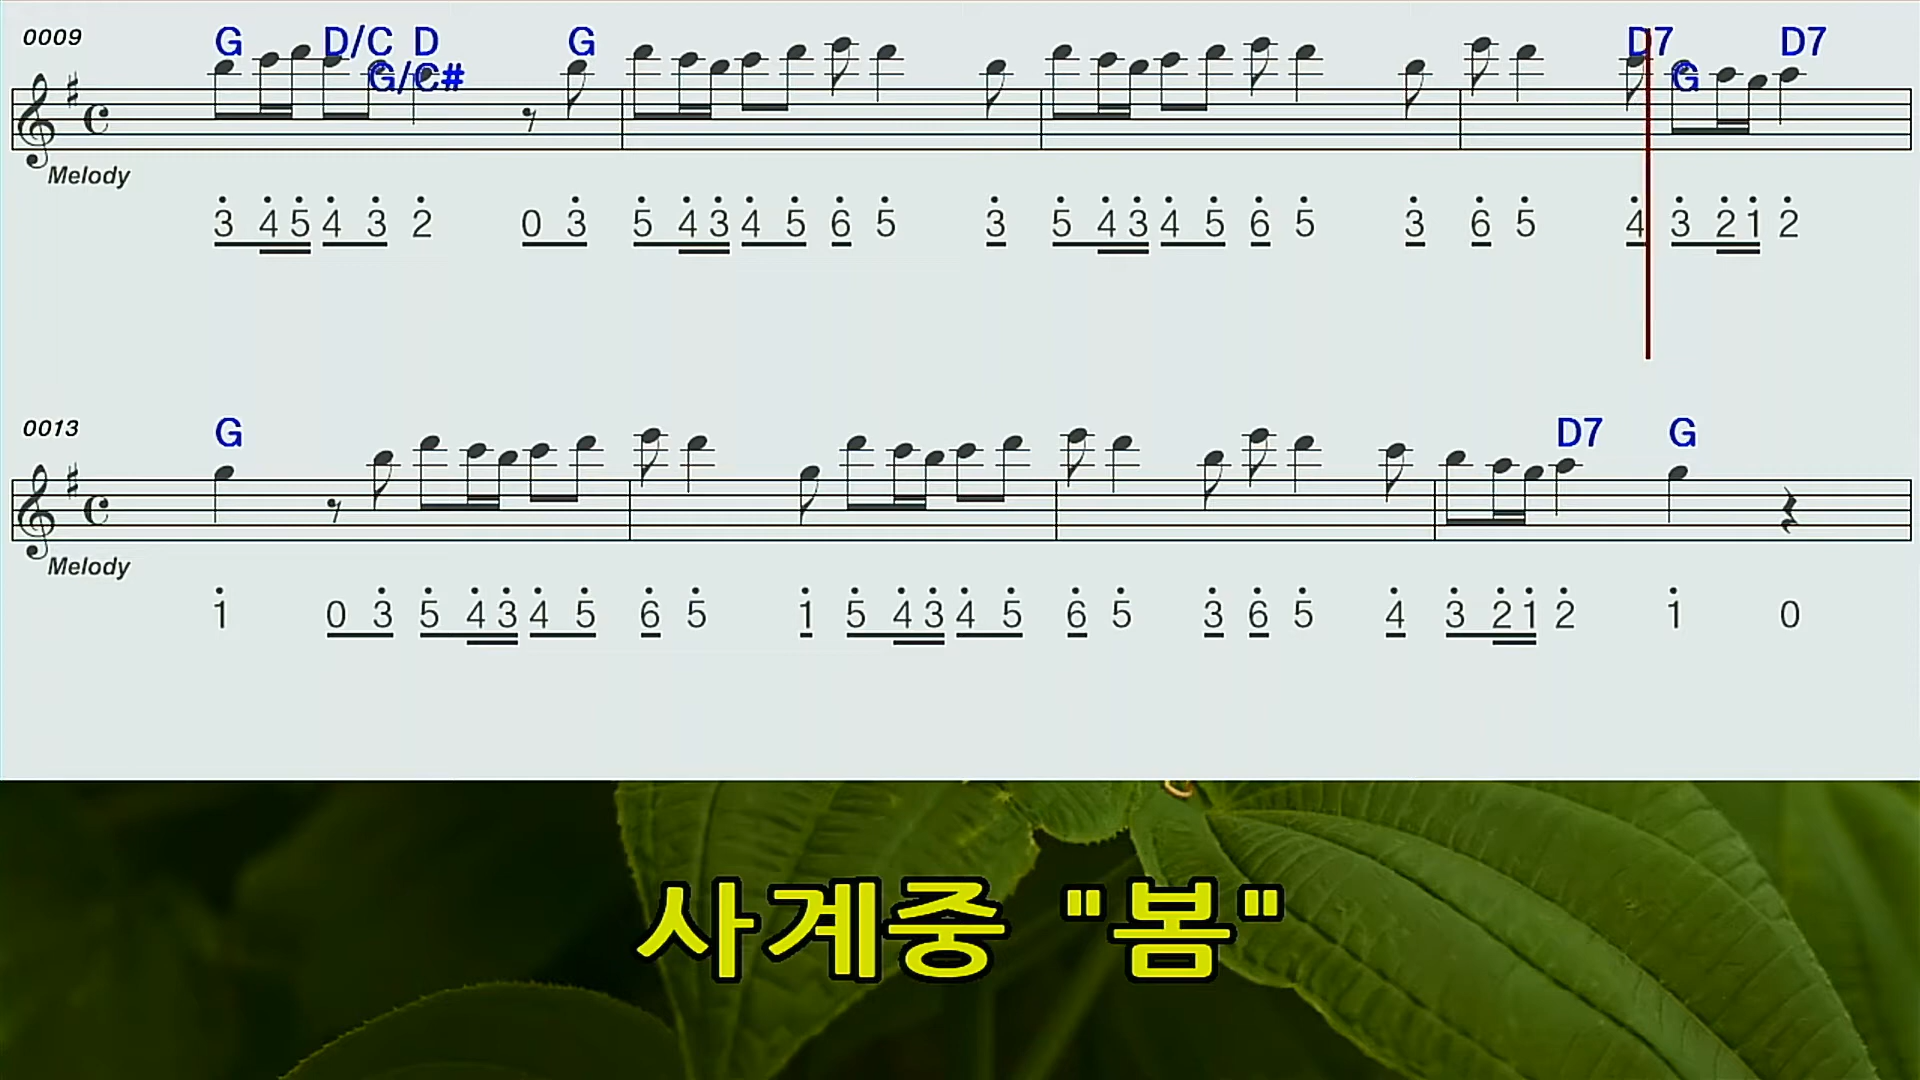 0009
G D/C D G D7 D7
G/C# G
Melody
3 4 5 4 3 2 0 3 5 4 3 4 5 6 5 3 5 4 3 4 5 6 5 3 6 5 4 3 2 1 2
0013
G D7 G
Melody
1 0 3 5 4 3 4 5 6 5 1 5 4 3 4 5 6 5 3 6 5 4 3 2 1 2 1 0
사계중 "봄"